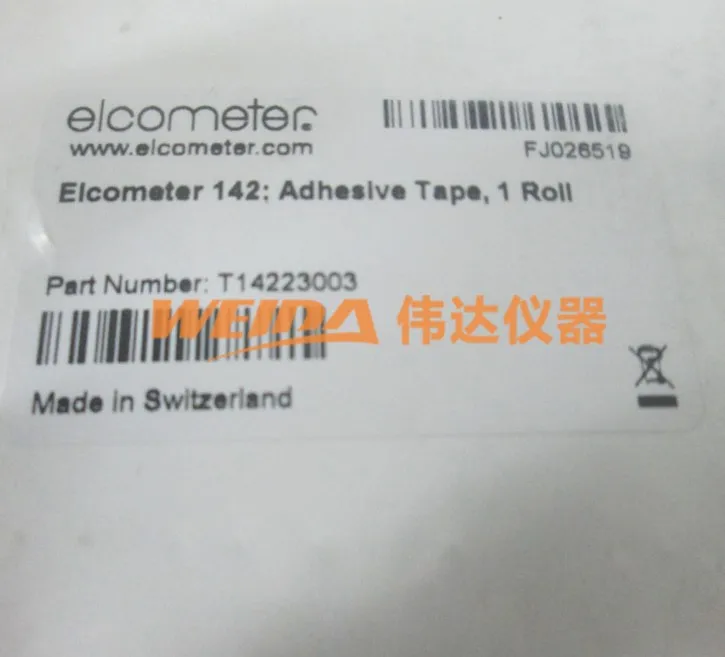 elcometer
www.elcometer.com
FJ026519
Elcometer 142; Adhesive Tape, 1 Roll
Part Number: T14223003
WEIDA 伟达仪器
Made in Switzerland